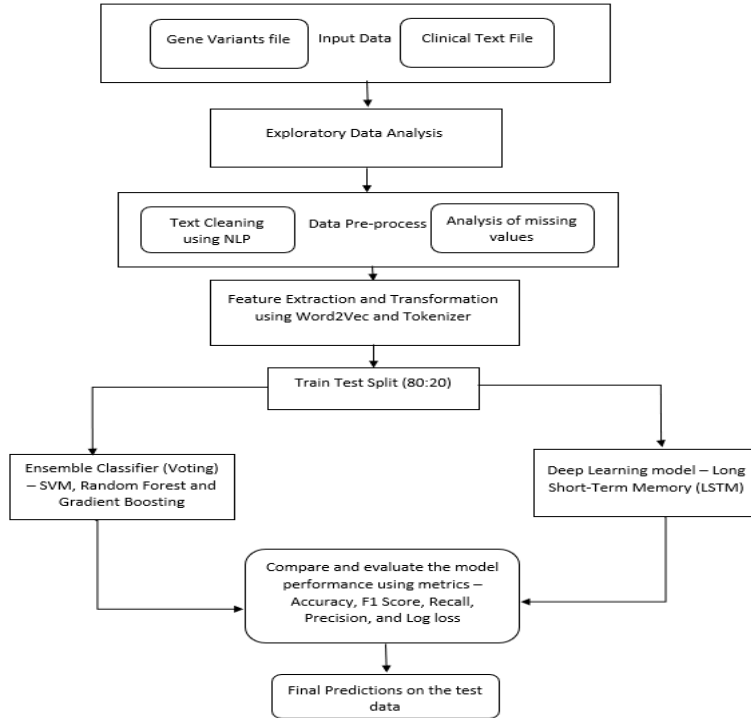 Gene Variants file
Input Data
Clinical Text File
Exploratory Data Analysis
Text Cleaning
using NLP
Data Pre-process
Analysis of missing
values
Feature Extraction and Transformation
using Word2Vec and Tokenizer
Train Test Split (80:20)
Ensemble Classifier (Voting)
– SVM, Random Forest and
Gradient Boosting
Deep Learning model – Long
Short-Term Memory (LSTM)
Compare and evaluate the model
performance using metrics –
Accuracy, F1 Score, Recall,
Precision, and Log loss
Final Predictions on the test
data